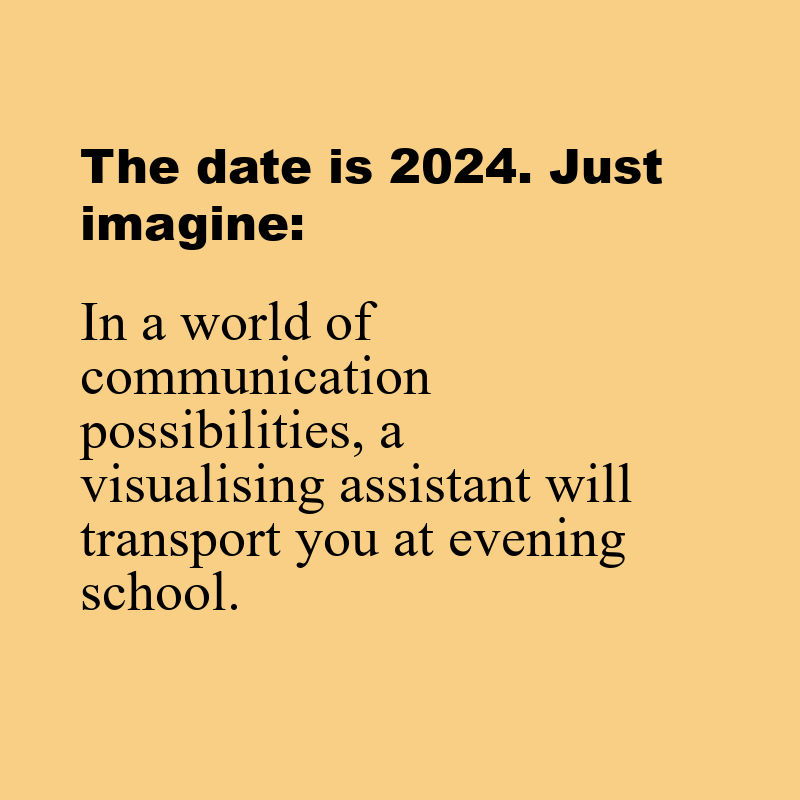 The date is 2024. Just
imagine:
In a world of
communication
possibilities, a
visualising assistant will
transport you at evening
school.